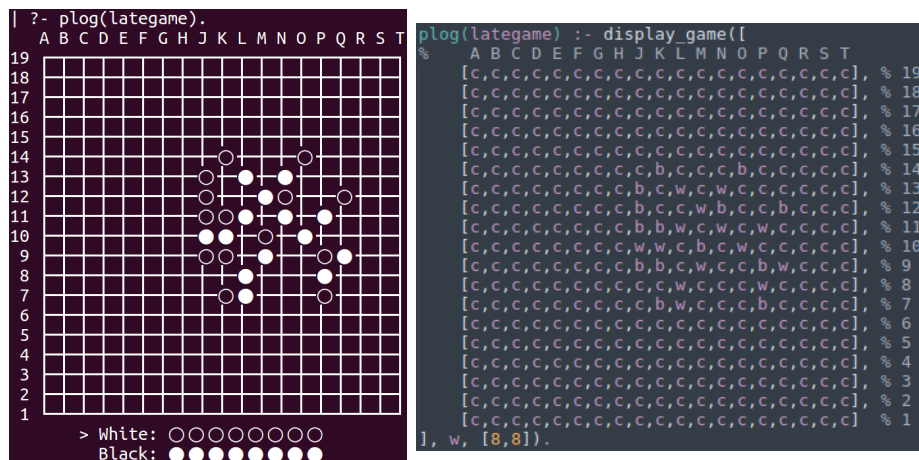 | ?- plog(lategame).
A B C D E F G H J K L M N O P Q R S T
19
18
17
16
15
14
13
12
11
10
9
8
7
6
5
4
3
2
1
> White:
Black:
plog(lategame) :- display_game([
% A B C D E F G H J K L M N O P Q R S T
[c,c,c,c,c,c,c,c,c,c,c,c,c,c,c,c,c,c,c], % 19
[c,c,c,c,c,c,c,c,c,c,c,c,c,c,c,c,c,c,c], % 18
[c,c,c,c,c,c,c,c,c,c,c,c,c,c,c,c,c,c,c], % 17
[c,c,c,c,c,c,c,c,c,c,c,c,c,c,c,c,c,c,c], % 16
[c,c,c,c,c,c,c,c,c,c,c,c,c,c,c,c,c,c,c], % 15
[c,c,c,c,c,c,c,c,c,b,c,c,c,b,c,c,c,c,c], % 14
[c,c,c,c,c,c,c,c,b,c,w,c,w,c,c,c,c,c,c], % 13
[c,c,c,c,c,c,c,c,b,c,c,w,b,c,c,b,c,c,c], % 12
[c,c,c,c,c,c,c,c,b,b,w,c,w,c,w,c,c,c,c], % 11
[c,c,c,c,c,c,c,c,w,w,c,b,c,w,c,c,c,c,c], % 10
[c,c,c,c,c,c,c,c,b,b,c,w,c,c,b,w,c,c,c], % 9
[c,c,c,c,c,c,c,c,c,c,w,c,c,c,w,c,c,c,c], % 8
[c,c,c,c,c,c,c,c,c,b,w,c,c,c,b,c,c,c,c], % 7
[c,c,c,c,c,c,c,c,c,c,c,c,c,c,c,c,c,c,c], % 6
[c,c,c,c,c,c,c,c,c,c,c,c,c,c,c,c,c,c,c], % 5
[c,c,c,c,c,c,c,c,c,c,c,c,c,c,c,c,c,c,c], % 4
[c,c,c,c,c,c,c,c,c,c,c,c,c,c,c,c,c,c,c], % 3
[c,c,c,c,c,c,c,c,c,c,c,c,c,c,c,c,c,c,c], % 2
[c,c,c,c,c,c,c,c,c,c,c,c,c,c,c,c,c,c,c], % 1
], w, [8,8]).